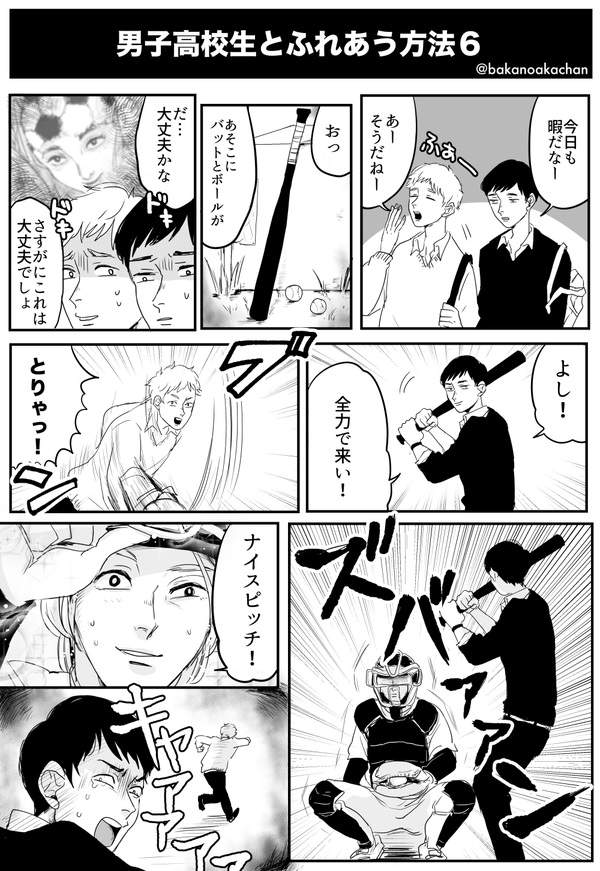 男子高校生とふれあう方法6
@bakanoakachan
今日も
暇だなー
ふぁー
あー
そうだねー
おっ
あそこに
バットとボールが
だ…
大丈夫かな
ドキ
ドキ
さすがにこれは
大丈夫でしょ
よし!
全力で来い!
ブン
とりゃっ!
ズバァァァン
ナイスピッチ!
キャアアアアア